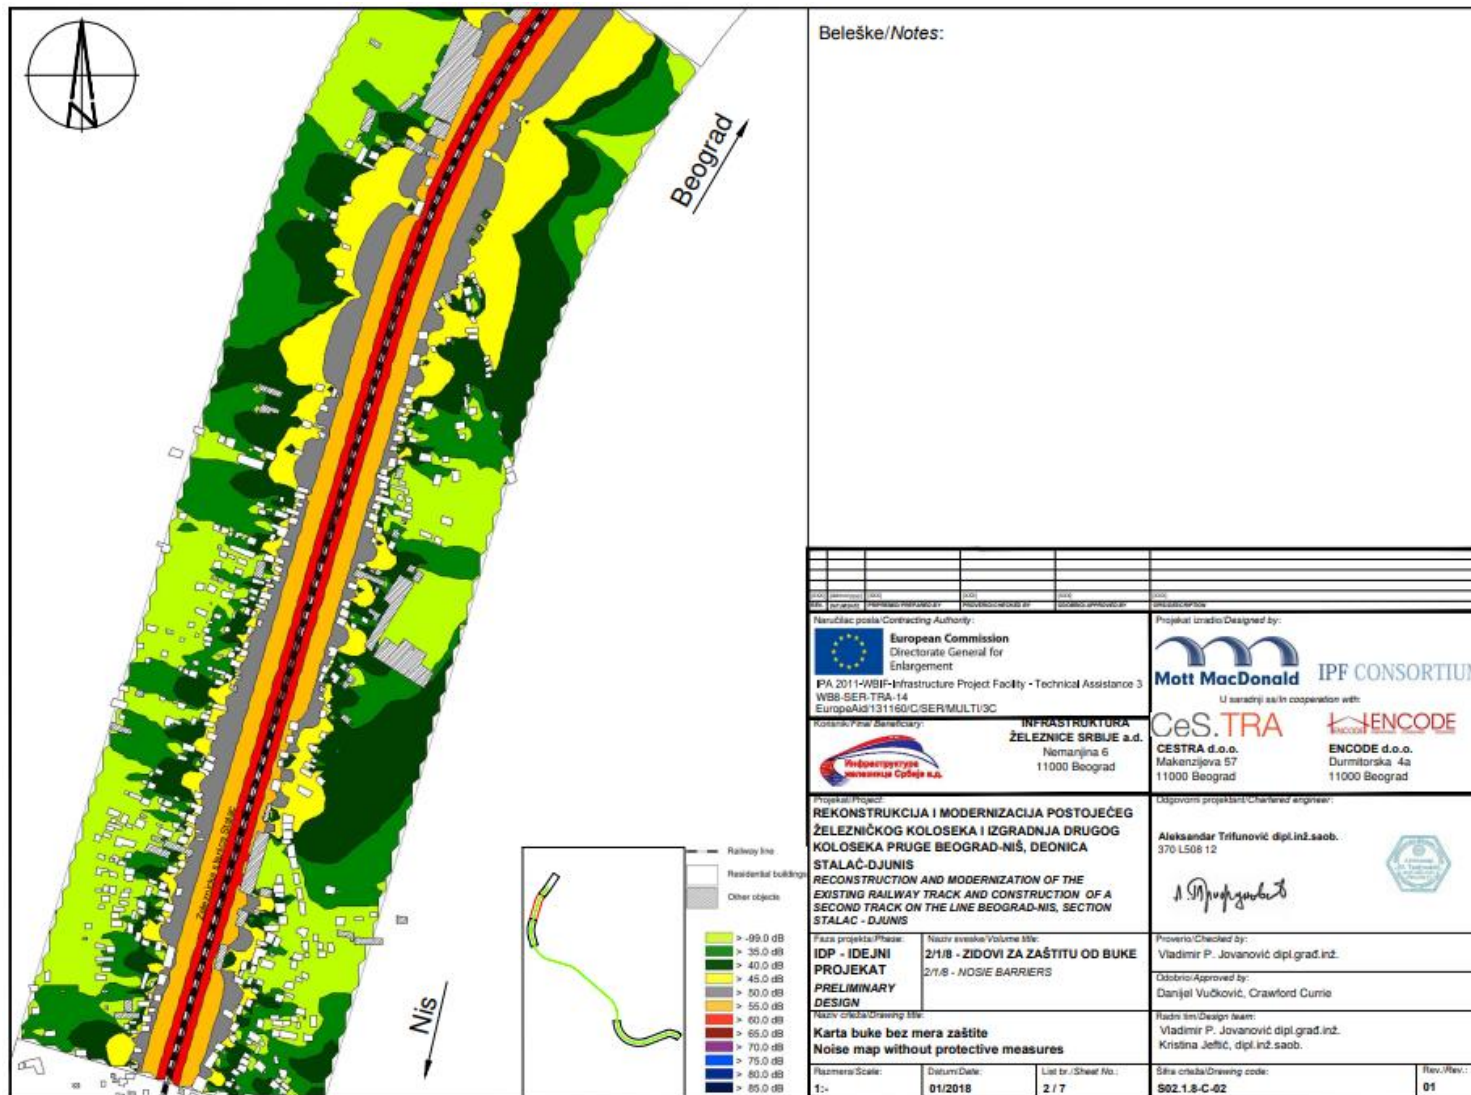 N
Beograd
Železnička stanica Stalać
Nis
Railway line
Residential buildings
Other objects
> -99.0 dB
> 35.0 dB
> 40.0 dB
> 45.0 dB
> 50.0 dB
> 55.0 dB
> 60.0 dB
> 65.0 dB
> 70.0 dB
> 75.0 dB
> 80.0 dB
> 85.0 dB
Beleške/Notes:
Naručilac posla/Contracting Authority:
European Commission
Directorate General for
Enlargement
IPA 2011-WBIF-Infrastructure Project Facility - Technical Assistance 3
WB8-SER-TRA-14
EuropeAid/131160/C/SER/MULTI/3C
Projekat izradio/Designed by:
Mott MacDonald
IPF CONSORTIUM
U saradnji sa/In cooperation with:
CeS.TRA
CESTRA d.o.o.
Makenzijeva 57
11000 Beograd
ENCODE
ENCODE d.o.o.
Durmitorska 4a
11000 Beograd
Korisnik/Final Beneficiary:
Инфраструктура
железнице Србије а.д.
INFRASTRUKTURA
ŽELEZNICE SRBIJE a.d.
Nemanjina 6
11000 Beograd
Projekat/Project:
REKONSTRUKCIJA I MODERNIZACIJA POSTOJEĆEG
ŽELEZNIČKOG KOLOSEKA I IZGRADNJA DRUGOG
KOLOSEKA PRUGE BEOGRAD-NIŠ, DEONICA
STALAĆ-DJUNIS
RECONSTRUCTION AND MODERNIZATION OF THE
EXISTING RAILWAY TRACK AND CONSTRUCTION OF A
SECOND TRACK ON THE LINE BEOGRAD-NIS, SECTION
STALAC - DJUNIS
Odgovorni projektant/Chartered engineer:
Aleksandar Trifunović dipl.inž.saob.
370 L508 12
Faza projekta/Phase:
IDP - IDEJNI
PROJEKAT
PRELIMINARY
DESIGN
Naziv sveske/Volume title:
2/1/8 - ZIDOVI ZA ZAŠTITU OD BUKE
2/1/8 - NOSIE BARRIERS
Proverio/Checked by:
Vladimir P. Jovanović dipl.građ.inž.
Odobrio/Approved by:
Danijel Vučković, Crawford Currie
Naziv crteža/Drawing title:
Karta buke bez mera zaštite
Noise map without protective measures
Radni tim/Design team:
Vladimir P. Jovanović dipl.građ.inž.
Kristina Jeftić, dipl.inž.saob.
Razmera/Scale:
1:-
Datum/Date:
01/2018
List br./Sheet No.:
2 / 7
Šifra crteža/Drawing code:
S02.1.8-C-02
Rev./Rev.:
01